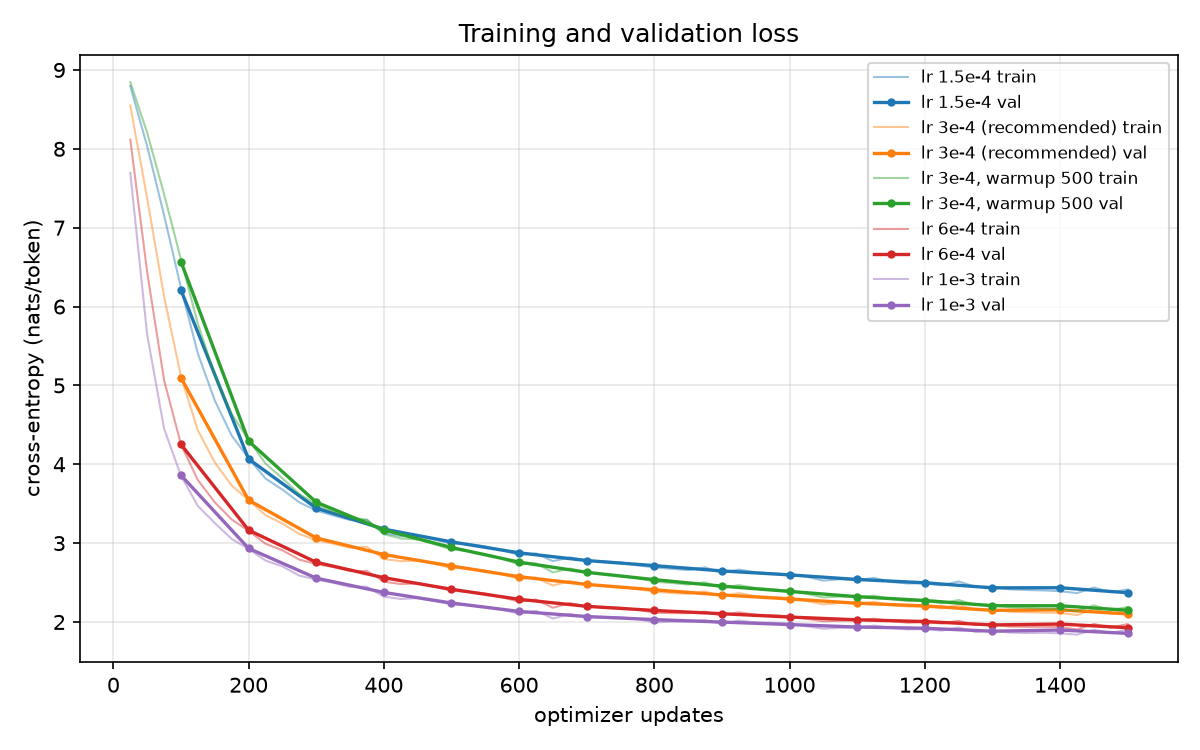 Training and validation loss
cross-entropy (nats/token)
9
8
7
6
5
4
3
2
lr 1.5e-4 train
lr 1.5e-4 val
lr 3e-4 (recommended) train
lr 3e-4 (recommended) val
lr 3e-4, warmup 500 train
lr 3e-4, warmup 500 val
lr 6e-4 train
lr 6e-4 val
lr 1e-3 train
lr 1e-3 val
0 200 400 600 800 1000 1200 1400
optimizer updates